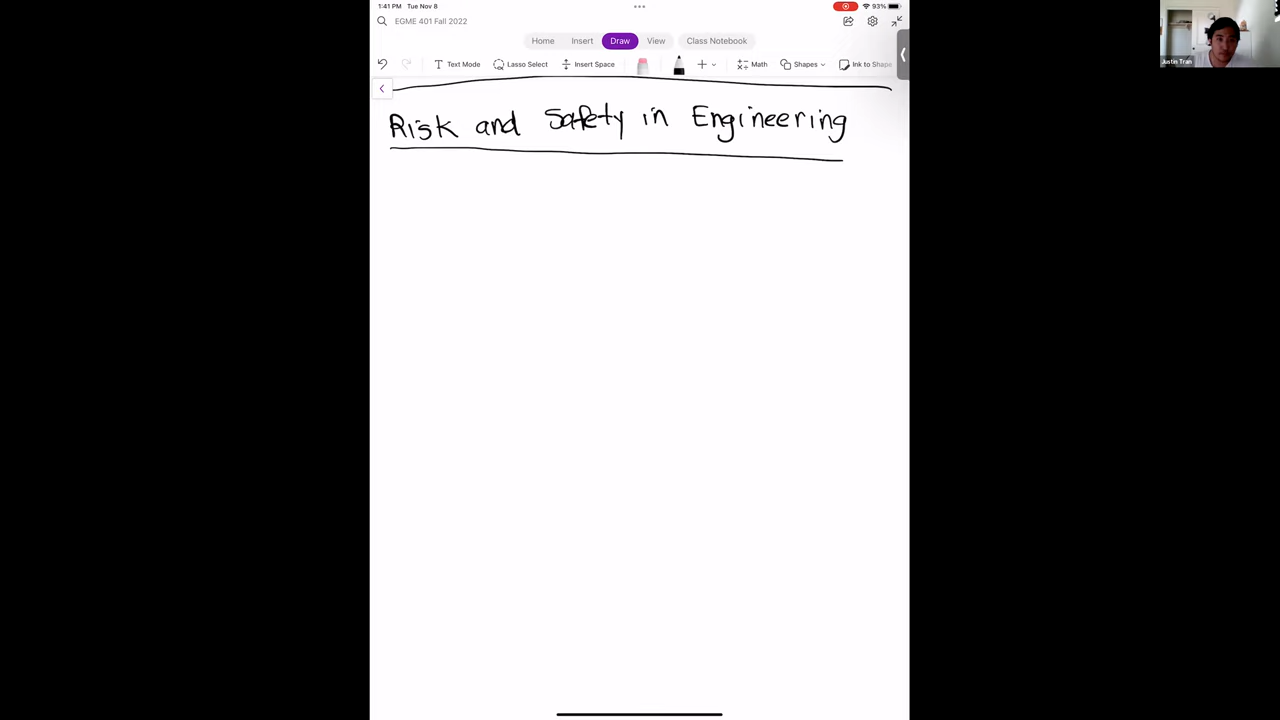 1:41 PM Tue Nov 8
93%
EGME 401 Fall 2022
Home Insert Draw View Class Notebook
Text Mode Lasso Select Insert Space Math Shapes Ink to Shape
Risk and Safety in Engineering
Justin Tran